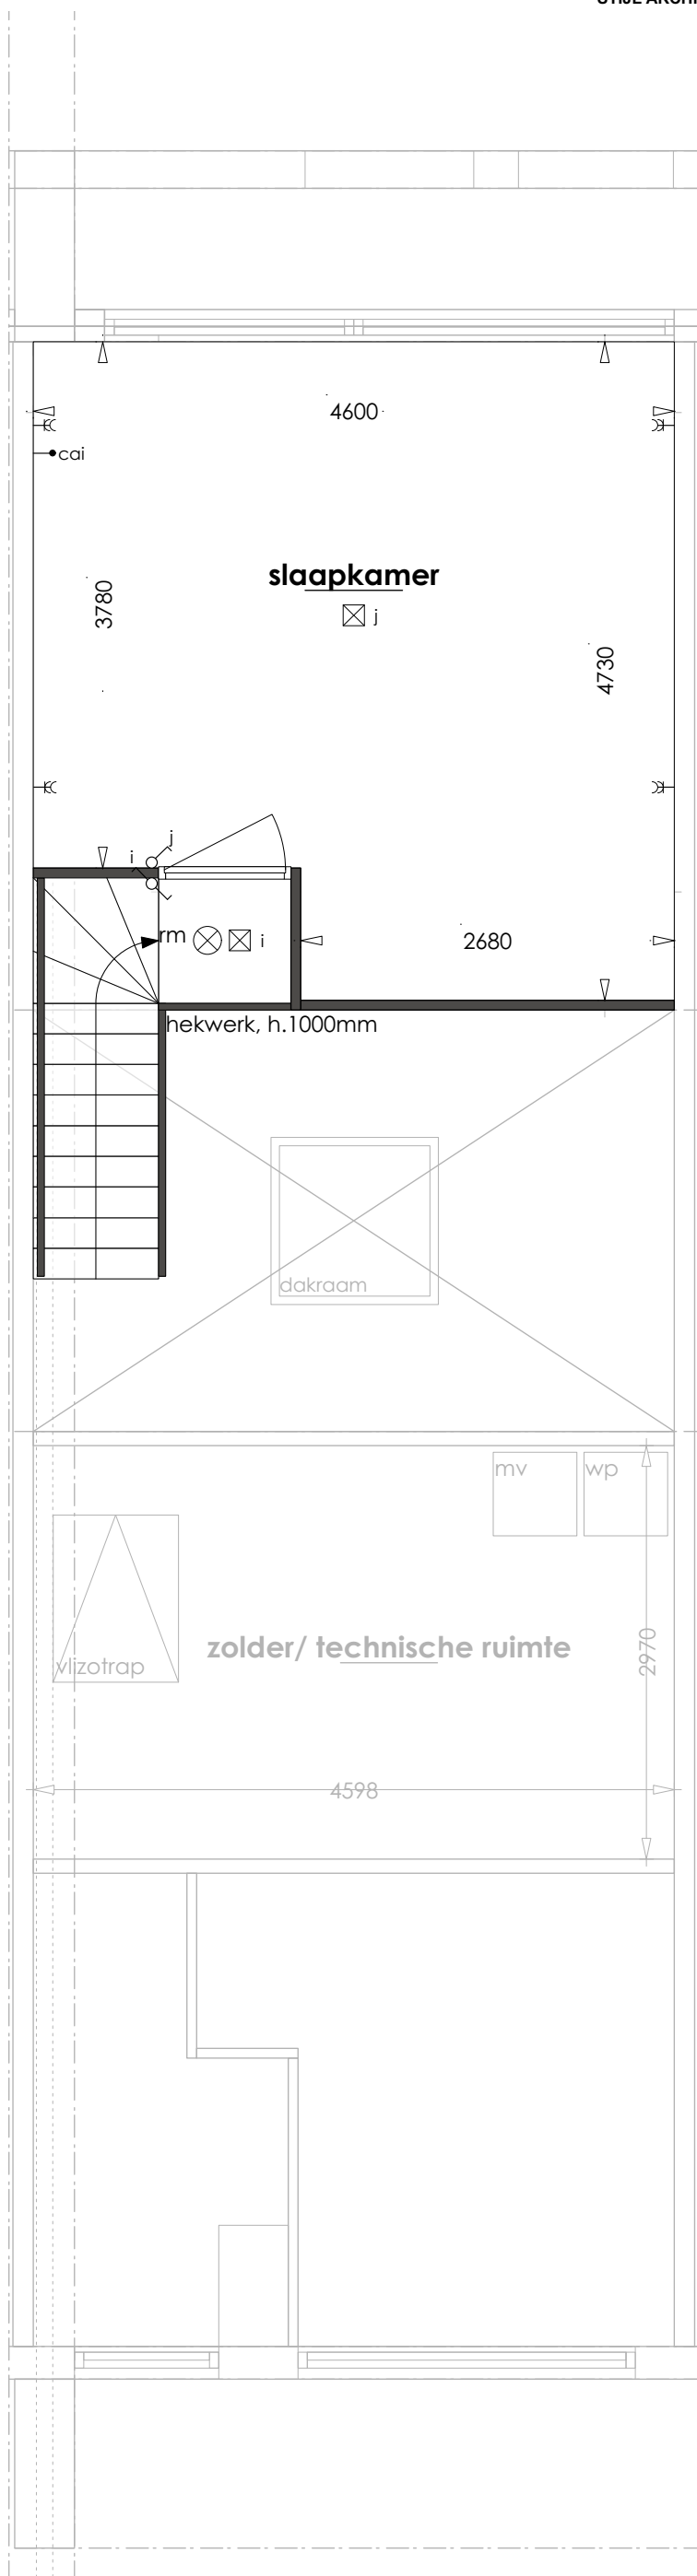 4600
cai
slaapkamer
j
3780
4730
j
i
rm
i
2680
hekwerk, h.1000mm
dakraam
mv
wp
zolder/ technische ruimte
vlizotrap
2970
4598